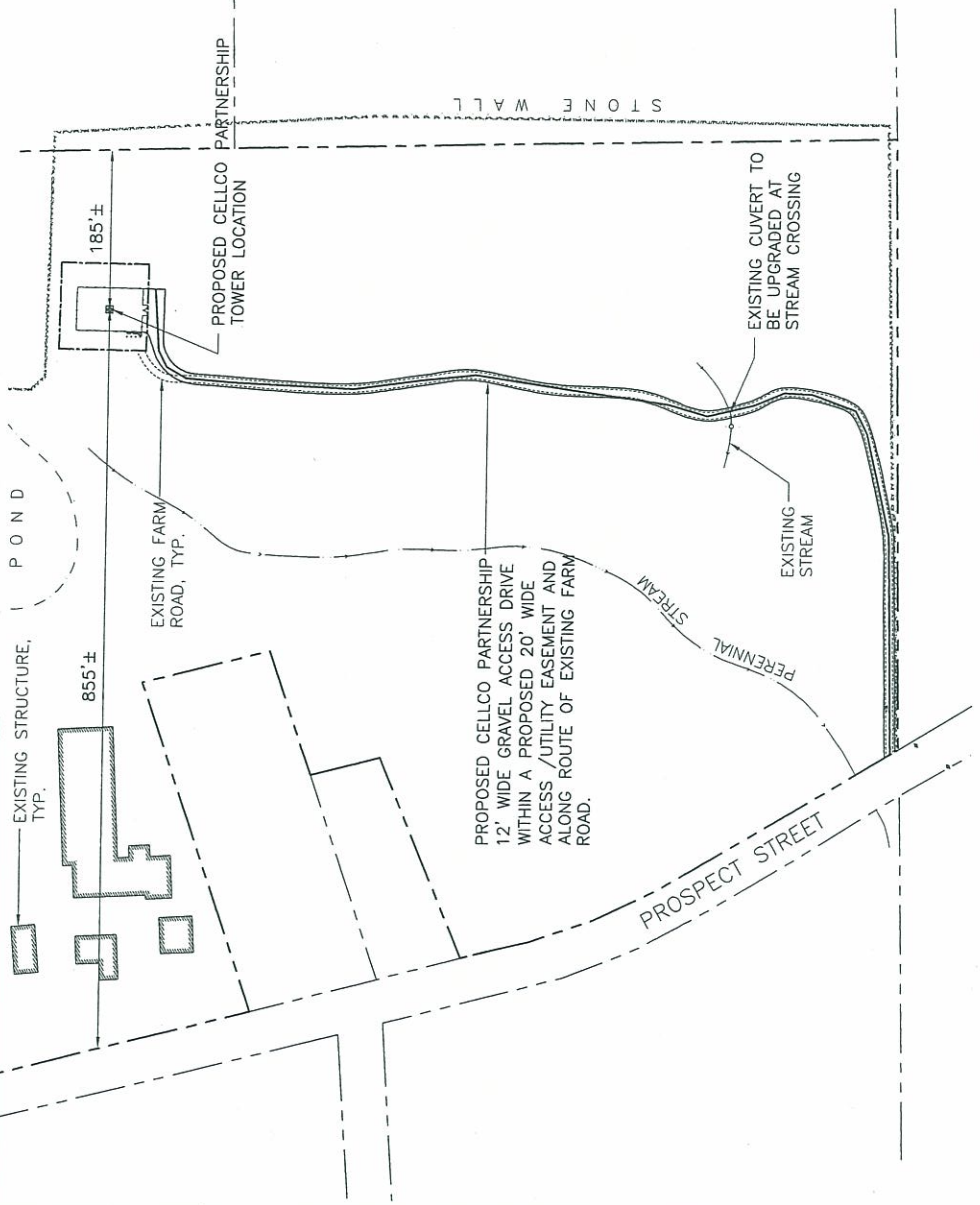 EXISTING STRUCTURE,
TYP.
POND
855'±
185'±
PROPOSED CELLCO PARTNERSHIP
TOWER LOCATION
STONE WALL
EXISTING FARM
ROAD, TYP.
PROPOSED CELLCO PARTNERSHIP
12' WIDE GRAVEL ACCESS DRIVE
WITHIN A PROPOSED 20' WIDE
ACCESS /UTILITY EASEMENT AND
ALONG ROUTE OF EXISTING FARM
ROAD.
EXISTING CUVERT TO
BE UPGRADED AT
STREAM CROSSING
EXISTING
STREAM
PERENNIAL
STREAM
PROSPECT STREET